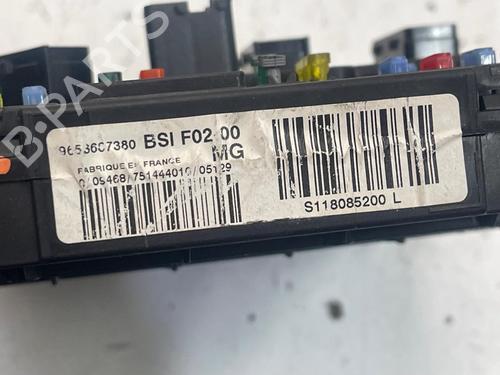 9653667380 BSI F02-00
MG
FABRIQUE EN FRANCE
S118085200 L
B-PARTS